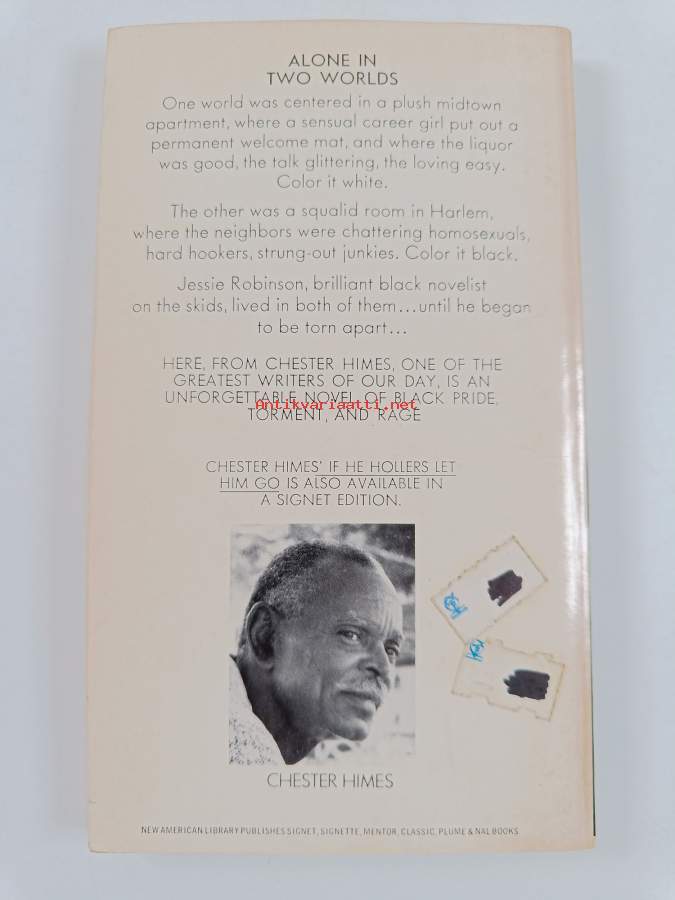 ALONE IN
TWO WORLDS
One world was centered in a plush midtown
apartment, where a sensual career girl put out a
permanent welcome mat, and where the liquor
was good, the talk glittering, the loving easy.
Color it white.
The other was a squalid room in Harlem,
where the neighbors were chattering homosexuals,
hard hookers, strung-out junkies. Color it black.
Jessie Robinson, brilliant black novelist
on the skids, lived in both of them...until he began
to be torn apart...
HERE, FROM CHESTER HIMES, ONE OF THE
GREATEST WRITERS OF OUR DAY, IS AN
UNFORGETTABLE NOVEL OF BLACK PRIDE,
Antikvariaatti.net
TORMENT, AND RAGE
CHESTER HIMES' IF HE HOLLERS LET
HIM GO IS ALSO AVAILABLE IN
A SIGNET EDITION.
CHESTER HIMES
NEW AMERICAN LIBRARY PUBLISHES SIGNET, SIGNETTE, MENTOR, CLASSIC, PLUME & NAL BOOKS